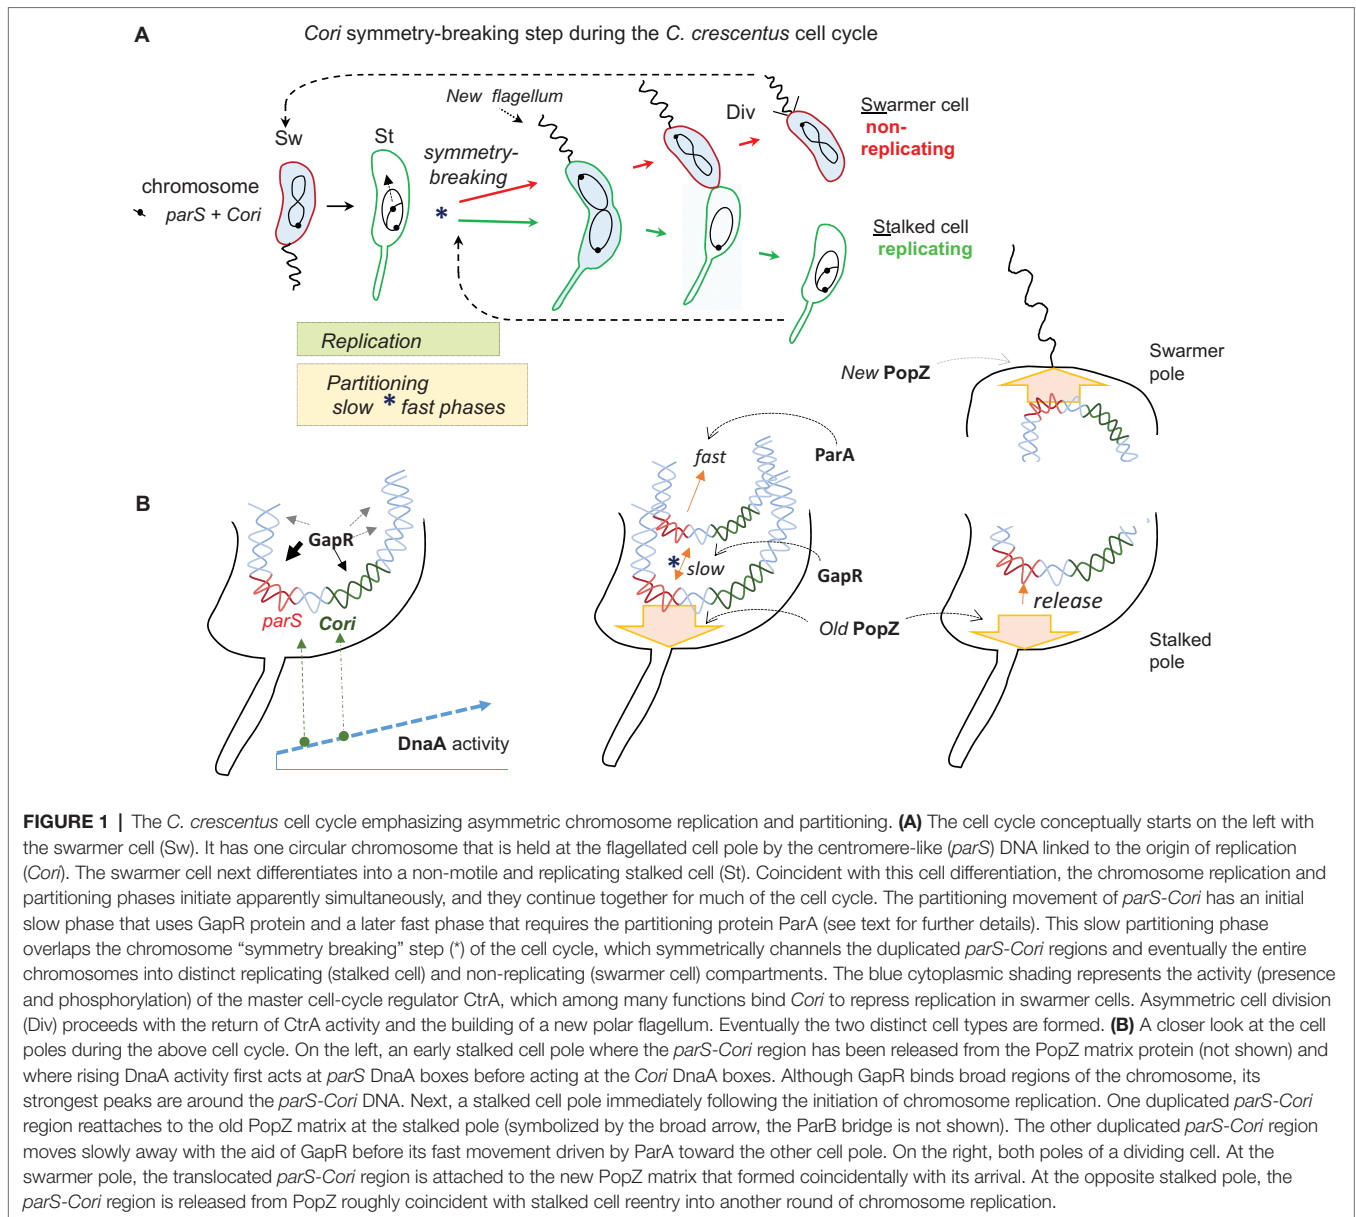 A
Cori symmetry-breaking step during the C. crescentus cell cycle
New flagellum
Div
Swarmer cell
non-
replicating
Sw
St
symmetry-
breaking
chromosome
parS + Cori
*
Stalked cell
replicating
Replication
Partitioning
slow * fast phases
New PopZ
Swarmer
pole
B
GapR
parS
Cori
DnaA activity
fast
ParA
* slow
GapR
Old PopZ
release
Stalked
pole
FIGURE 1 | The C. crescentus cell cycle emphasizing asymmetric chromosome replication and partitioning. (A) The cell cycle conceptually starts on the left with
the swarmer cell (Sw). It has one circular chromosome that is held at the flagellated cell pole by the centromere-like (parS) DNA linked to the origin of replication
(Cori). The swarmer cell next differentiates into a non-motile and replicating stalked cell (St). Coincident with this cell differentiation, the chromosome replication and
partitioning phases initiate apparently simultaneously, and they continue together for much of the cell cycle. The partitioning movement of parS-Cori has an initial
slow phase that uses GapR protein and a later fast phase that requires the partitioning protein ParA (see text for further details). This slow partitioning phase
overlaps the chromosome “symmetry breaking” step (*) of the cell cycle, which symmetrically channels the duplicated parS-Cori regions and eventually the entire
chromosomes into distinct replicating (stalked cell) and non-replicating (swarmer cell) compartments. The blue cytoplasmic shading represents the activity (presence
and phosphorylation) of the master cell-cycle regulator CtrA, which among many functions bind Cori to repress replication in swarmer cells. Asymmetric cell division
(Div) proceeds with the return of CtrA activity and the building of a new polar flagellum. Eventually the two distinct cell types are formed. (B) A closer look at the cell
poles during the above cell cycle. On the left, an early stalked cell pole where the parS-Cori region has been released from the PopZ matrix protein (not shown) and
where rising DnaA activity first acts at parS DnaA boxes before acting at the Cori DnaA boxes. Although GapR binds broad regions of the chromosome, its
strongest peaks are around the parS-Cori DNA. Next, a stalked cell pole immediately following the initiation of chromosome replication. One duplicated parS-Cori
region reattaches to the old PopZ matrix at the stalked pole (symbolized by the broad arrow, the ParB bridge is not shown). The other duplicated parS-Cori region
moves slowly away with the aid of GapR before its fast movement driven by ParA toward the other cell pole. On the right, both poles of a dividing cell. At the
swarmer pole, the translocated parS-Cori region is attached to the new PopZ matrix that formed coincidentally with its arrival. At the opposite stalked pole, the
parS-Cori region is released from PopZ roughly coincident with stalked cell reentry into another round of chromosome replication.